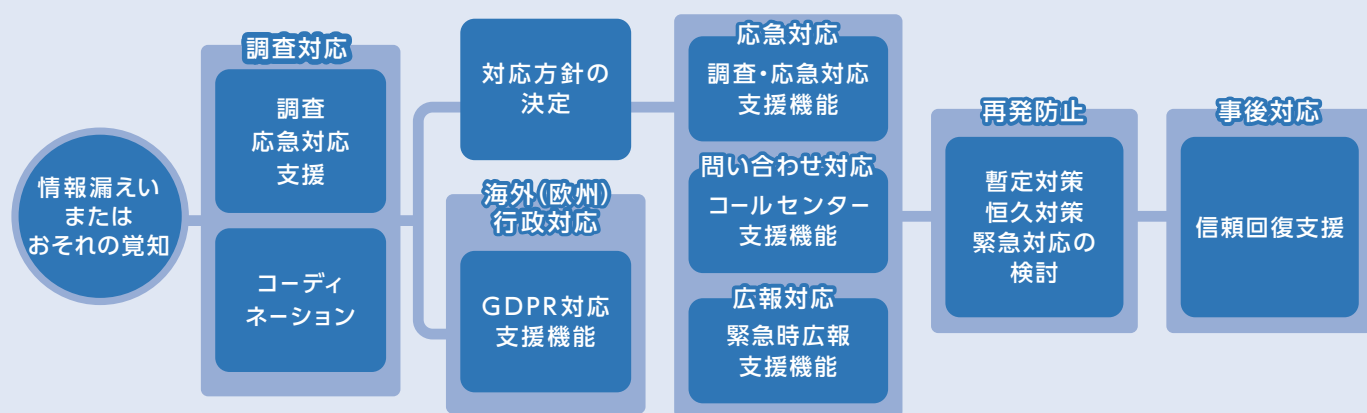 情報漏えい
または
おそれの覚知
調査対応
調査
応急対応
支援
コーディ
ネーション
対応方針の
決定
海外(欧州)
行政対応
GDPR対応
支援機能
応急対応
調査・応急対応
支援機能
問い合わせ対応
コールセンター
支援機能
広報対応
緊急時広報
支援機能
再発防止
暫定対策
恒久対策
緊急対応の
検討
事後対応
信頼回復支援